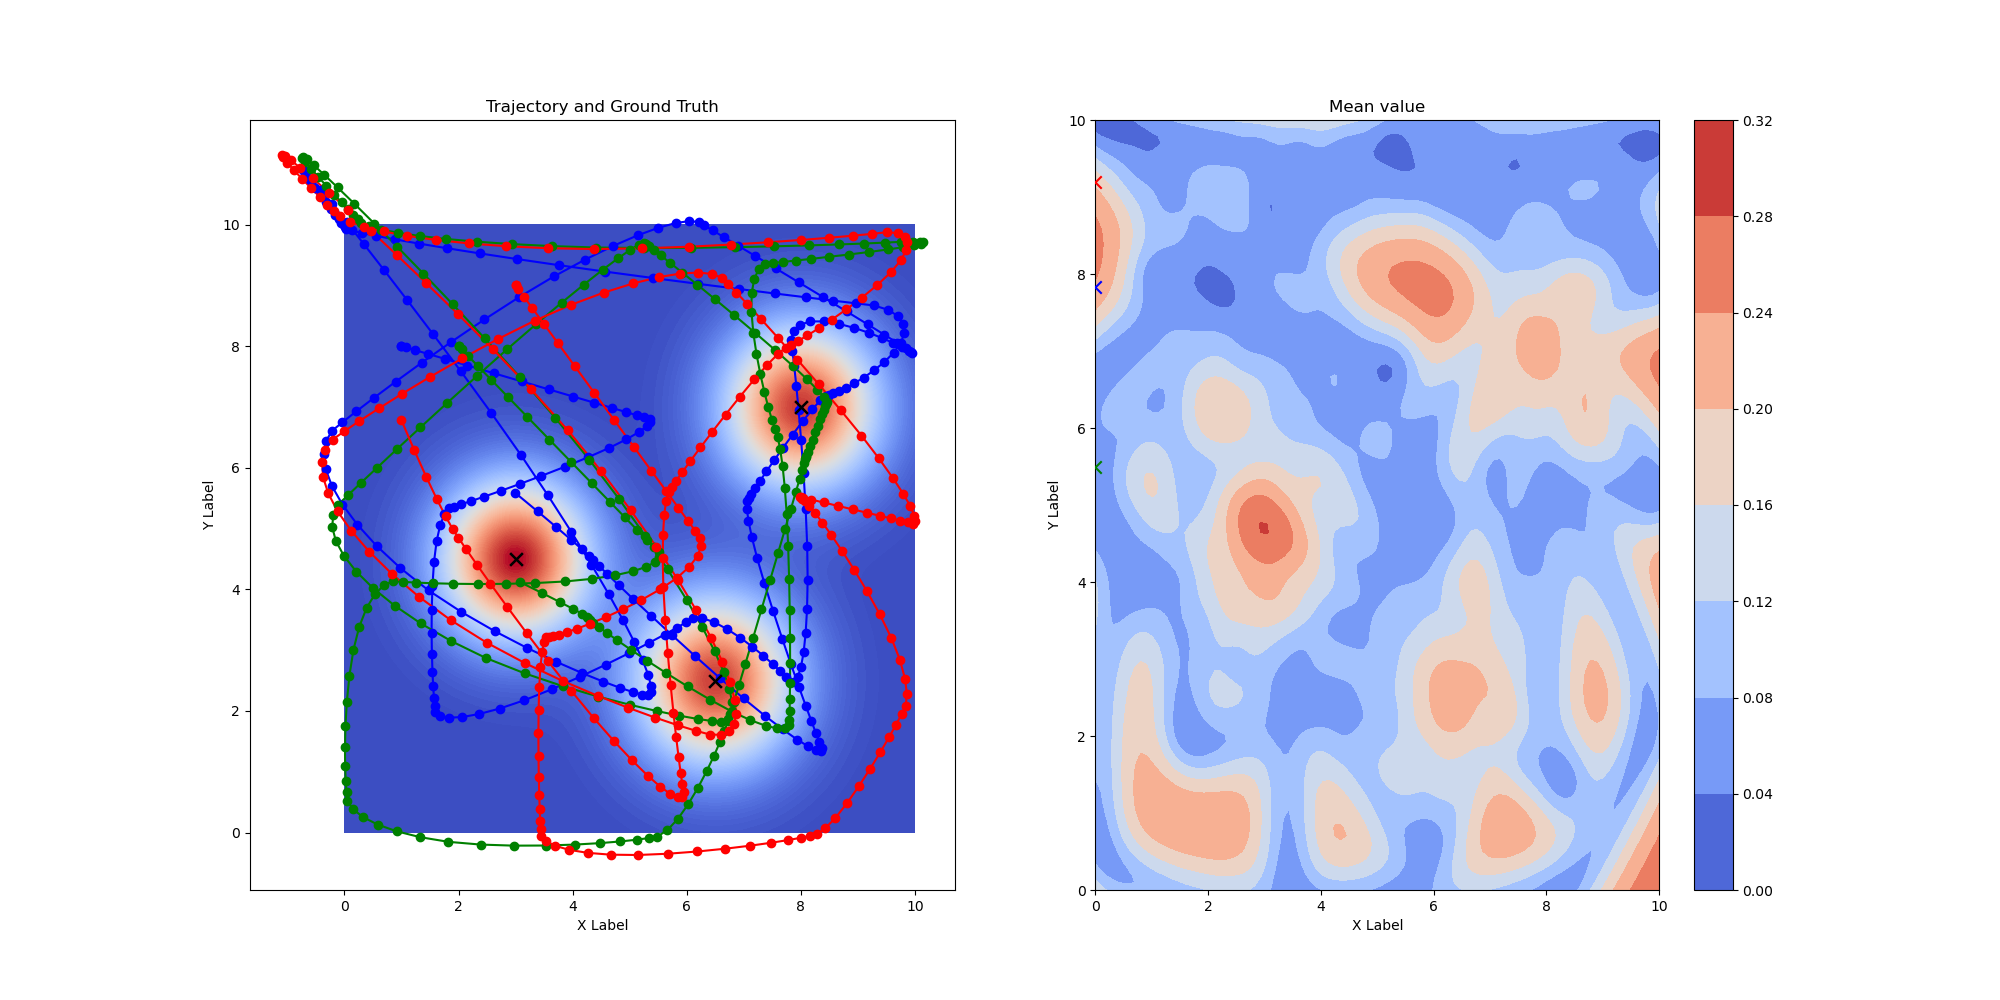 Trajectory and Ground Truth
Y Label
10
8
6
4
2
0
0 2 4 6 8 10
X Label
Mean value
Y Label
10
8
6
4
2
0
0 2 4 6 8 10
X Label
0.32
0.28
0.24
0.20
0.16
0.12
0.08
0.04
0.00